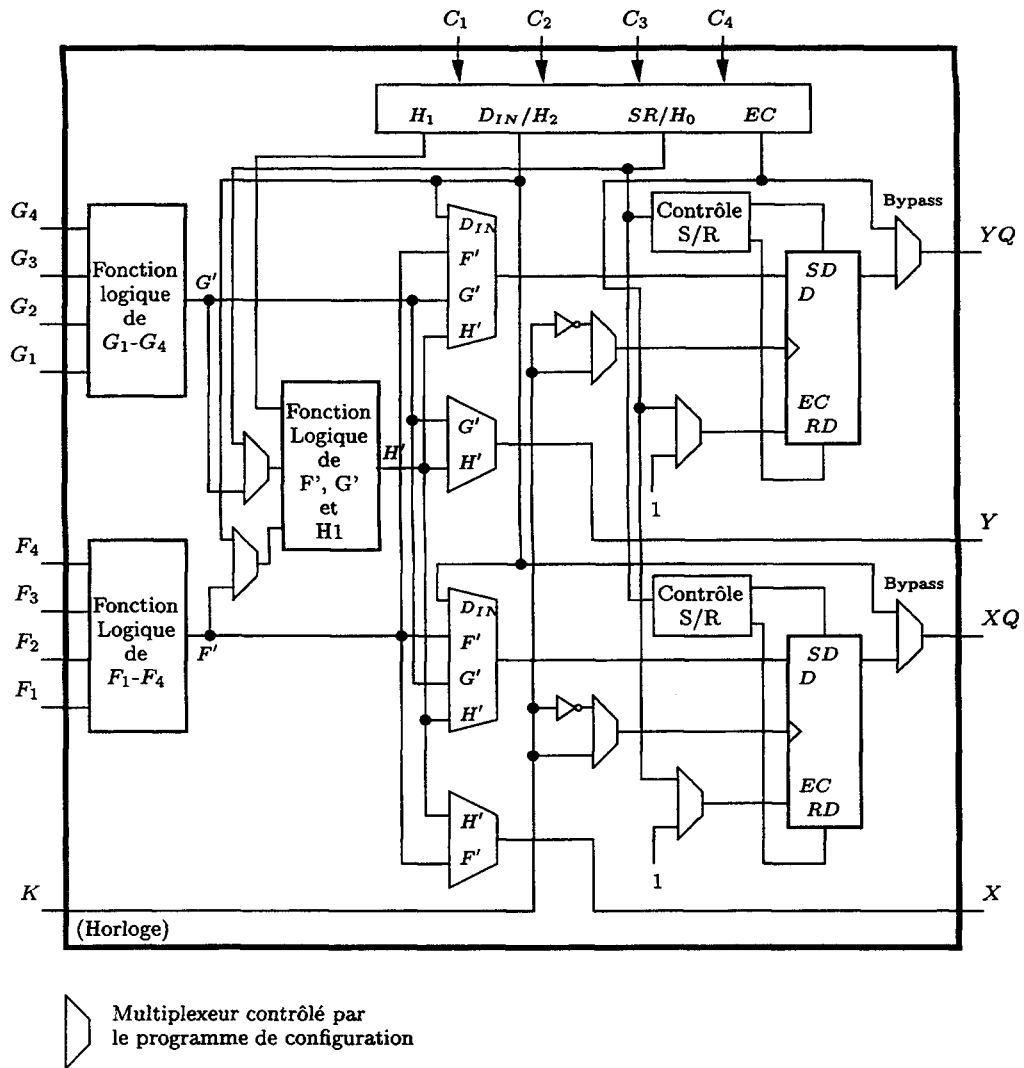 C1 C2 C3 C4
H1 DIN/H2 SR/H0 EC
G4
G3
G2
G1
Fonction
logique
de
G1-G4
G'
DIN
F'
G'
H'
Contrôle
S/R
Bypass
YQ
SD
D
EC
RD
1
Fonction
Logique
de
F', G'
et
H1
H'
G'
H'
Y
F4
F3
F2
F1
Fonction
Logique
de
F1-F4
F'
DIN
F'
G'
H'
Contrôle
S/R
Bypass
XQ
SD
D
EC
RD
1
H'
F'
K
X
(Horloge)
Multiplexeur contrôlé par
le programme de configuration